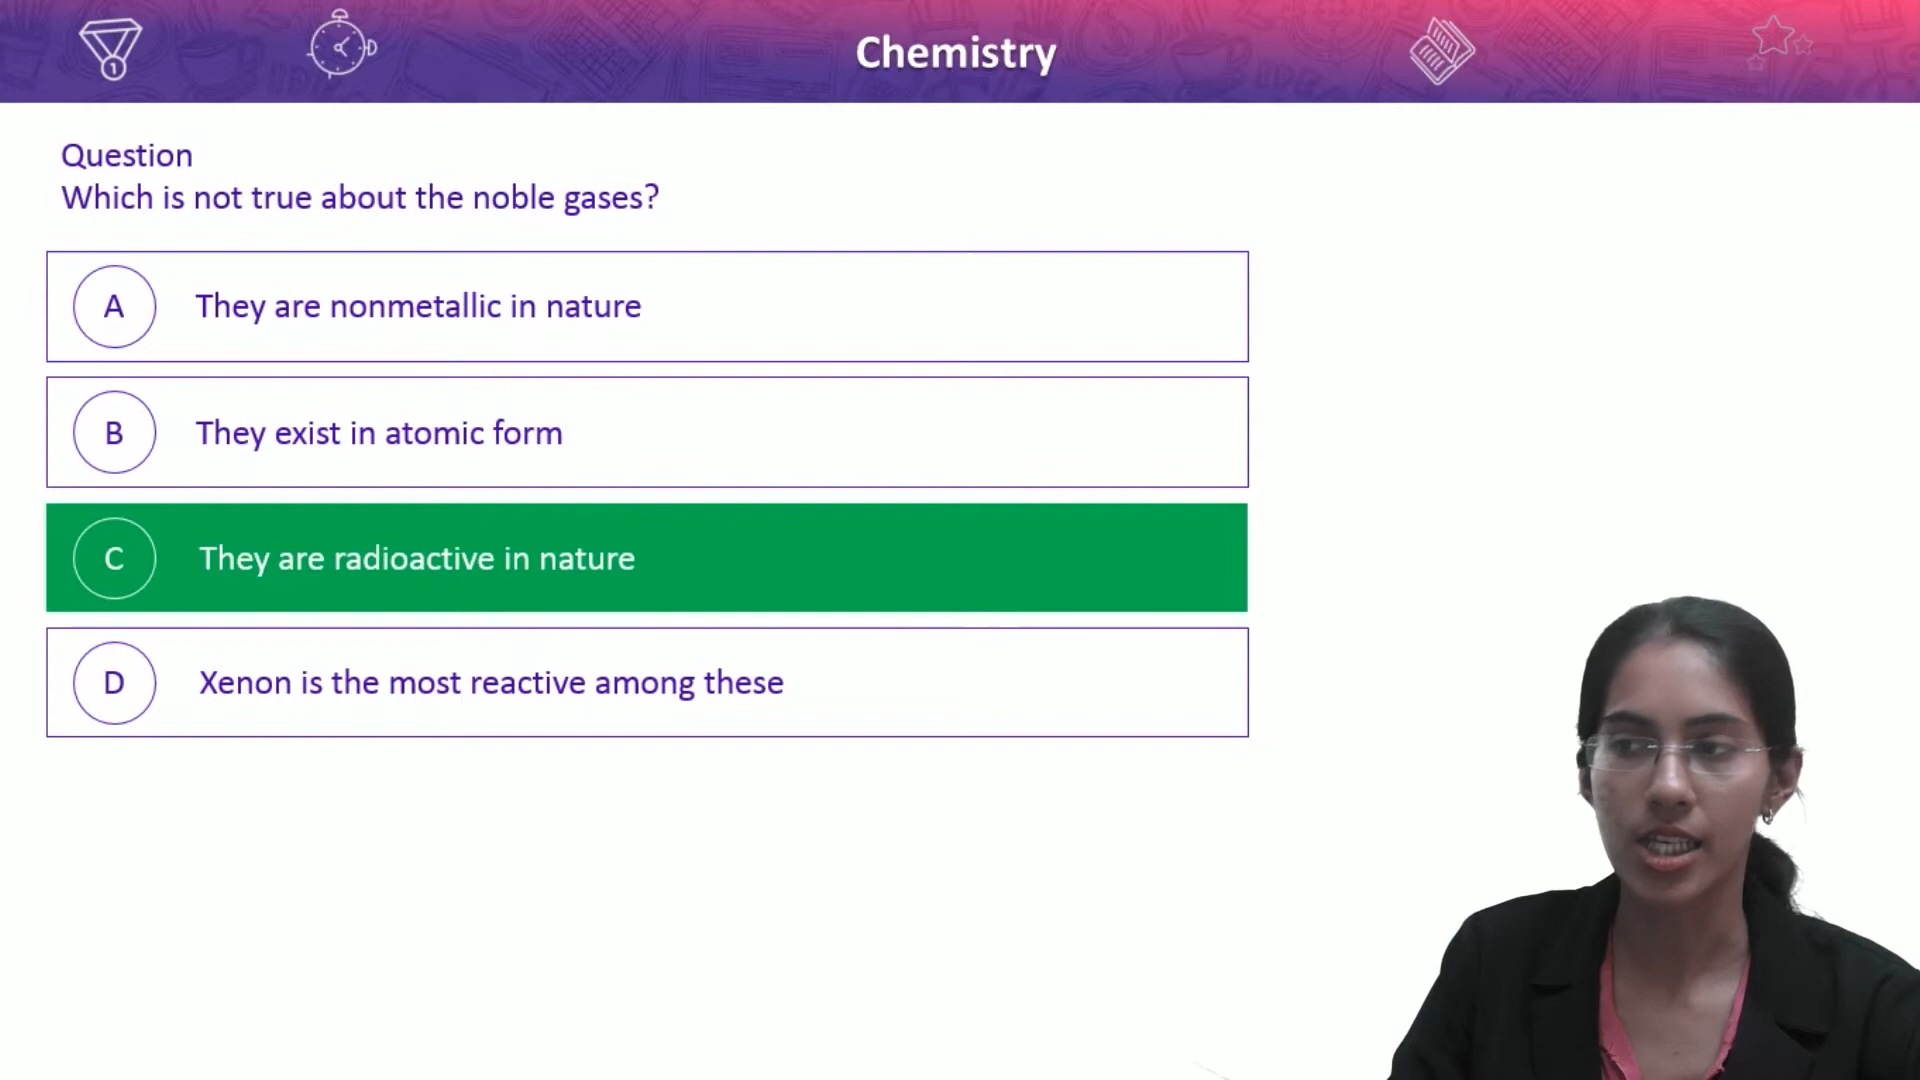 Chemistry
Question
Which is not true about the noble gases?
A They are nonmetallic in nature
B They exist in atomic form
C They are radioactive in nature
D Xenon is the most reactive among these
1